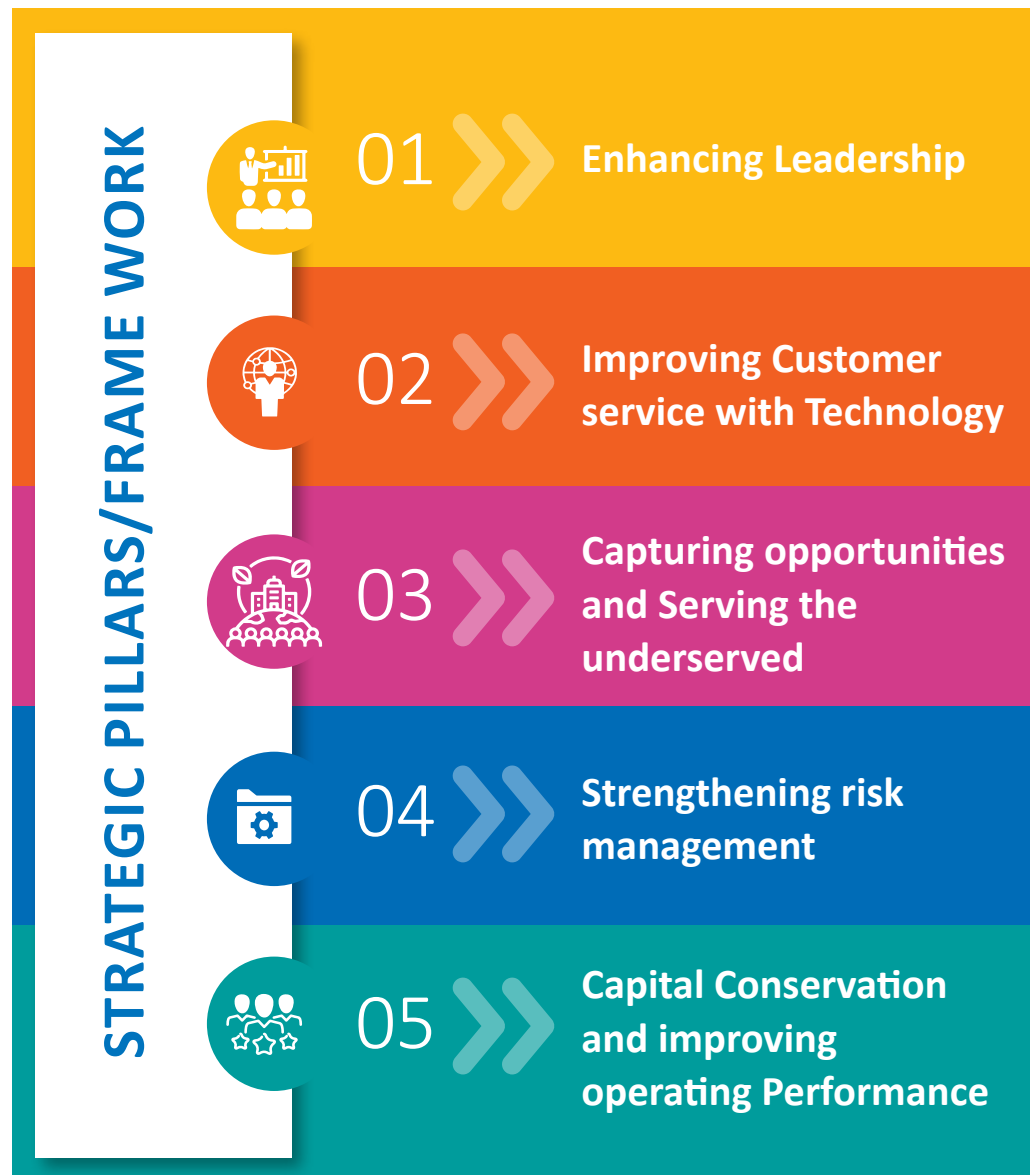 STRATEGIC PILLARS/FRAME WORK
01
Enhancing Leadership
02
Improving Customer
service with Technology
03
Capturing opportunities
and Serving the
underserved
04
Strengthening risk
management
05
Capital Conservation
and improving
operating Performance